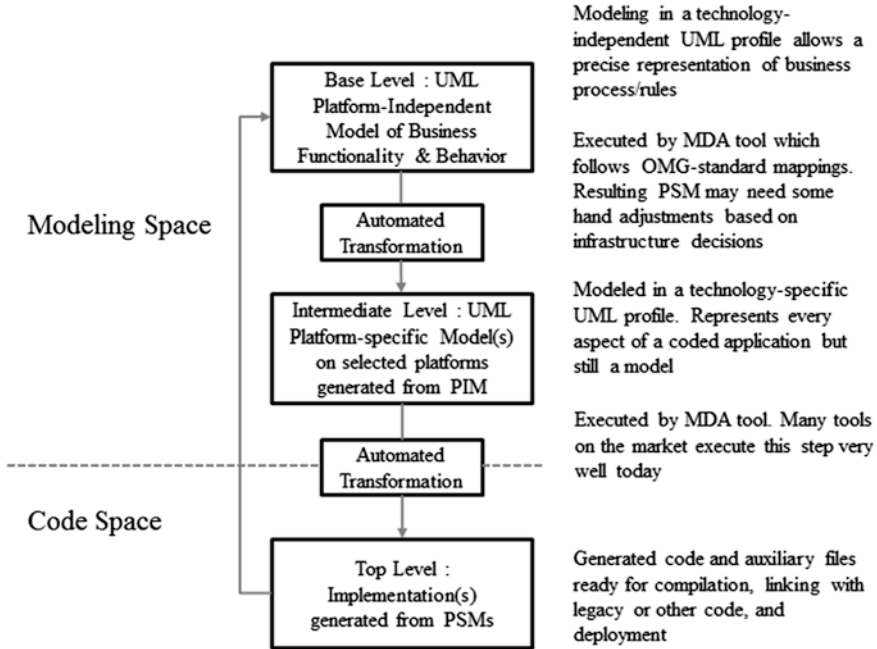 Modeling in a technology-
independent UML profile allows a
precise representation of business
process/rules
Base Level : UML
Platform-Independent
Model of Business
Functionality & Behavior
Executed by MDA tool which
follows OMG-standard mappings.
Resulting PSM may need some
hand adjustments based on
infrastructure decisions
Modeling Space
Automated
Transformation
Intermediate Level : UML
Platform-specific Model(s)
on selected platforms
generated from PIM
Modeled in a technology-specific
UML profile. Represents every
aspect of a coded application but
still a model
Executed by MDA tool. Many tools
on the market execute this step very
well today
Automated
Transformation
Code Space
Top Level :
Implementation(s)
generated from PSMs
Generated code and auxiliary files
ready for compilation, linking with
legacy or other code, and
deployment